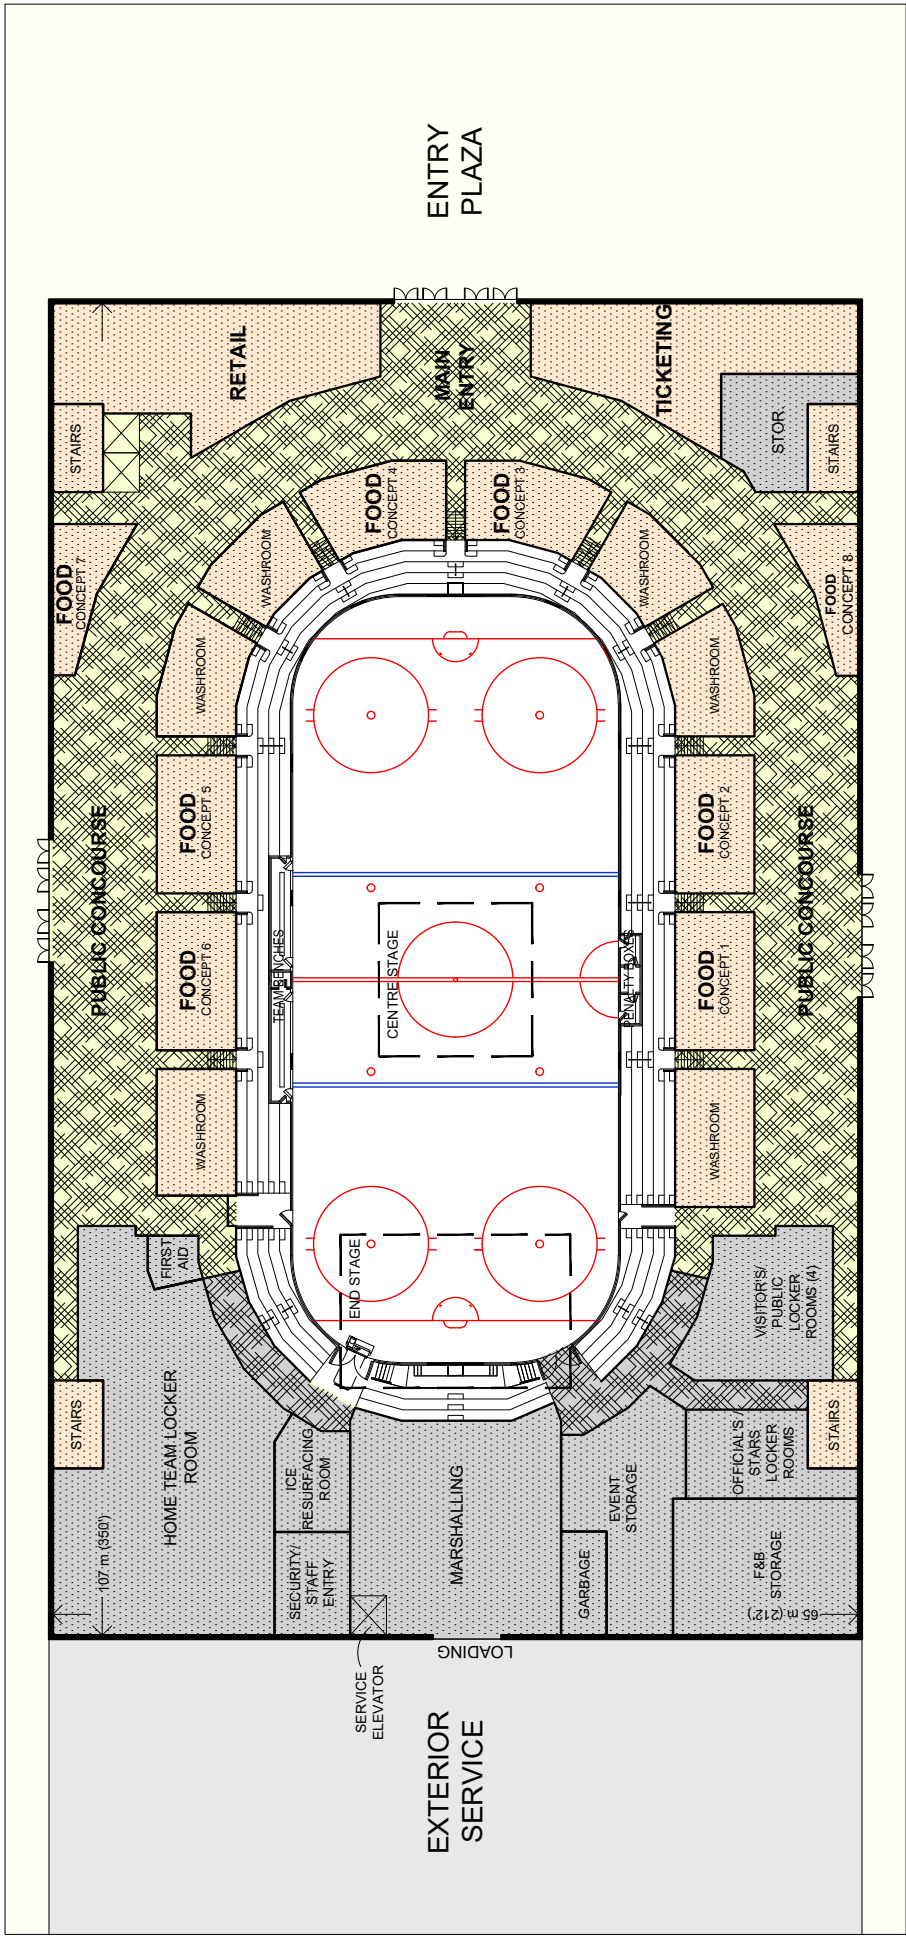 ENTRY
PLAZA
RETAIL
MAIN
ENTRY
TICKETING
STAIRS
STOR.
STAIRS
FOOD
CONCEPT 7
WASHROOM
FOOD
CONCEPT 4
FOOD
CONCEPT 3
WASHROOM
FOOD
CONCEPT 8
WASHROOM
WASHROOM
PUBLIC CONCOURSE
FOOD
CONCEPT 5
FOOD
CONCEPT 2
PUBLIC CONCOURSE
FOOD
CONCEPT 6
TEAM BENCHES
CENTRE STAGE
PENALTY BOXES
FOOD
CONCEPT 1
WASHROOM
WASHROOM
FIRST
AID
END STAGE
VISITOR'S/
PUBLIC
LOCKER
ROOMS (4)
STAIRS
HOME TEAM LOCKER
ROOM
ICE
RESURFACING
ROOM
MARSHALLING
EVENT
STORAGE
OFFICIAL'S /
STARS
LOCKER
ROOMS
STAIRS
107 m (350')
SECURITY/
STAFF
ENTRY
GARBAGE
F&B
STORAGE
65 m (212')
LOADING
SERVICE
ELEVATOR
EXTERIOR
SERVICE